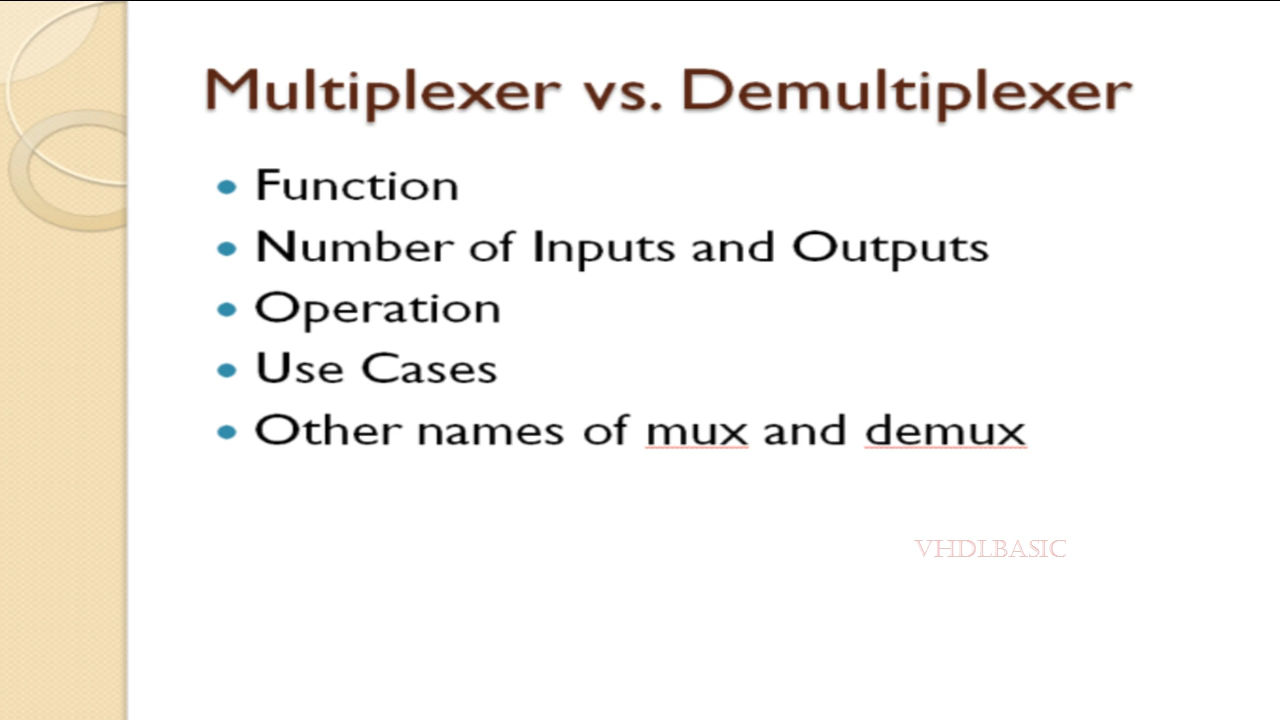 Multiplexer vs. Demultiplexer
• Function
• Number of Inputs and Outputs
• Operation
• Use Cases
• Other names of mux and demux
VHDLBASIC